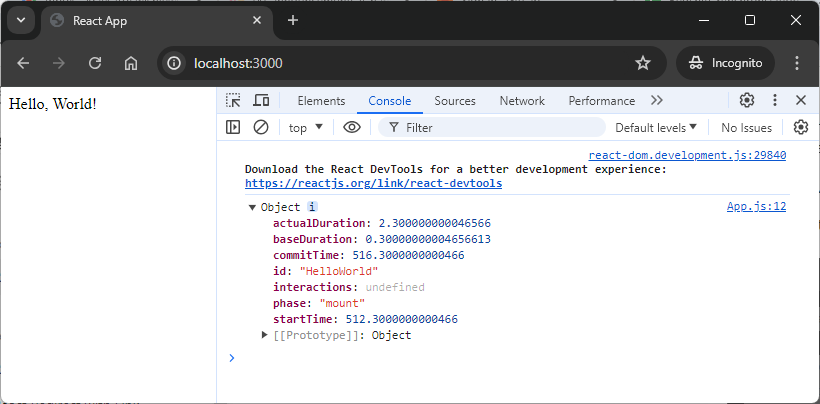 React App
localhost:3000
Incognito
Hello, World!
Elements Console Sources Network Performance
top Filter Default levels No Issues
react-dom.development.js:29840
Download the React DevTools for a better development experience:
https://reactjs.org/link/react-devtools
Object i App.js:12
actualDuration: 2.300000000046566
baseDuration: 0.30000000004656613
commitTime: 516.3000000000466
id: "HelloWorld"
interactions: undefined
phase: "mount"
startTime: 512.3000000000466
[[Prototype]]: Object